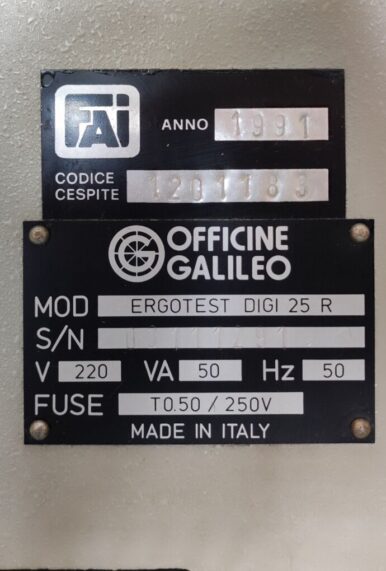 FAi
ANNO 1991
CODICE
CESPITE 1201183
OFFICINE
GALILEO
MOD ERGOTEST DIGI 25 R
S/N
V 220 VA 50 Hz 50
FUSE T0.50 / 250V
MADE IN ITALY